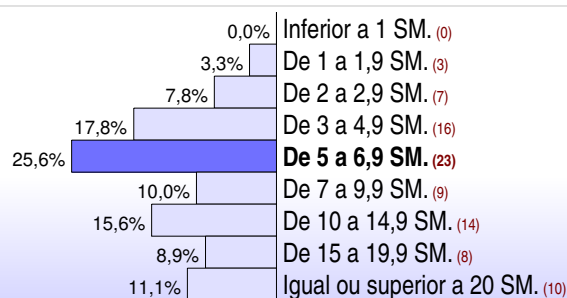 0,0% Inferior a 1 SM. (0)
3,3% De 1 a 1,9 SM. (3)
7,8% De 2 a 2,9 SM. (7)
17,8% De 3 a 4,9 SM. (16)
25,6% De 5 a 6,9 SM. (23)
10,0% De 7 a 9,9 SM. (9)
15,6% De 10 a 14,9 SM. (14)
8,9% De 15 a 19,9 SM. (8)
11,1% Igual ou superior a 20 SM. (10)